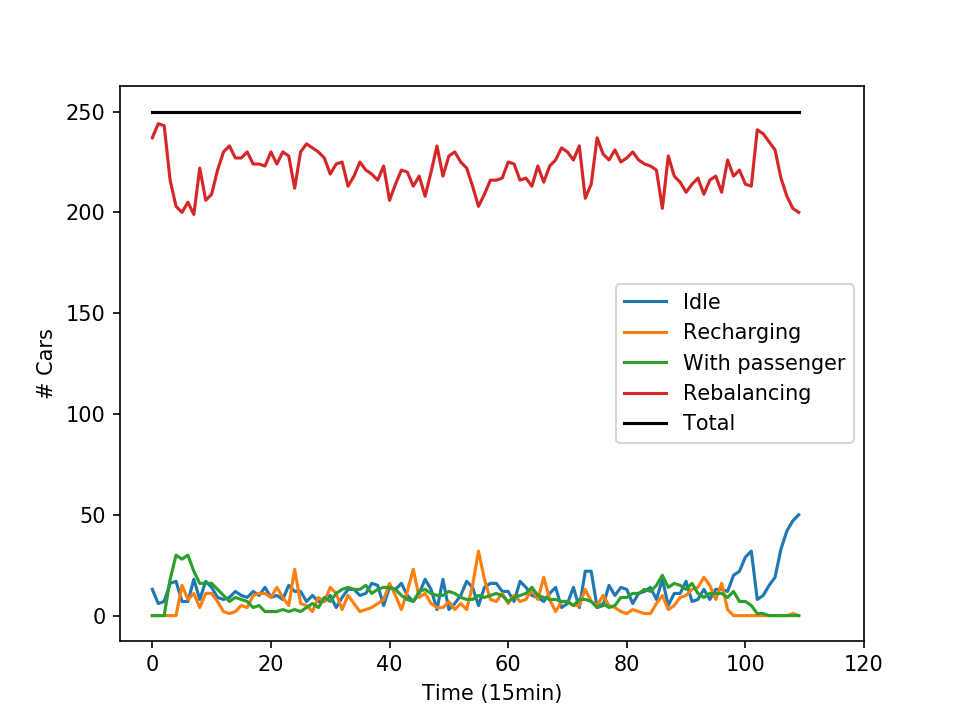 250
200
150
100
50
0
# Cars
Idle
Recharging
With passenger
Rebalancing
Total
0 20 40 60 80 100 120
Time (15min)